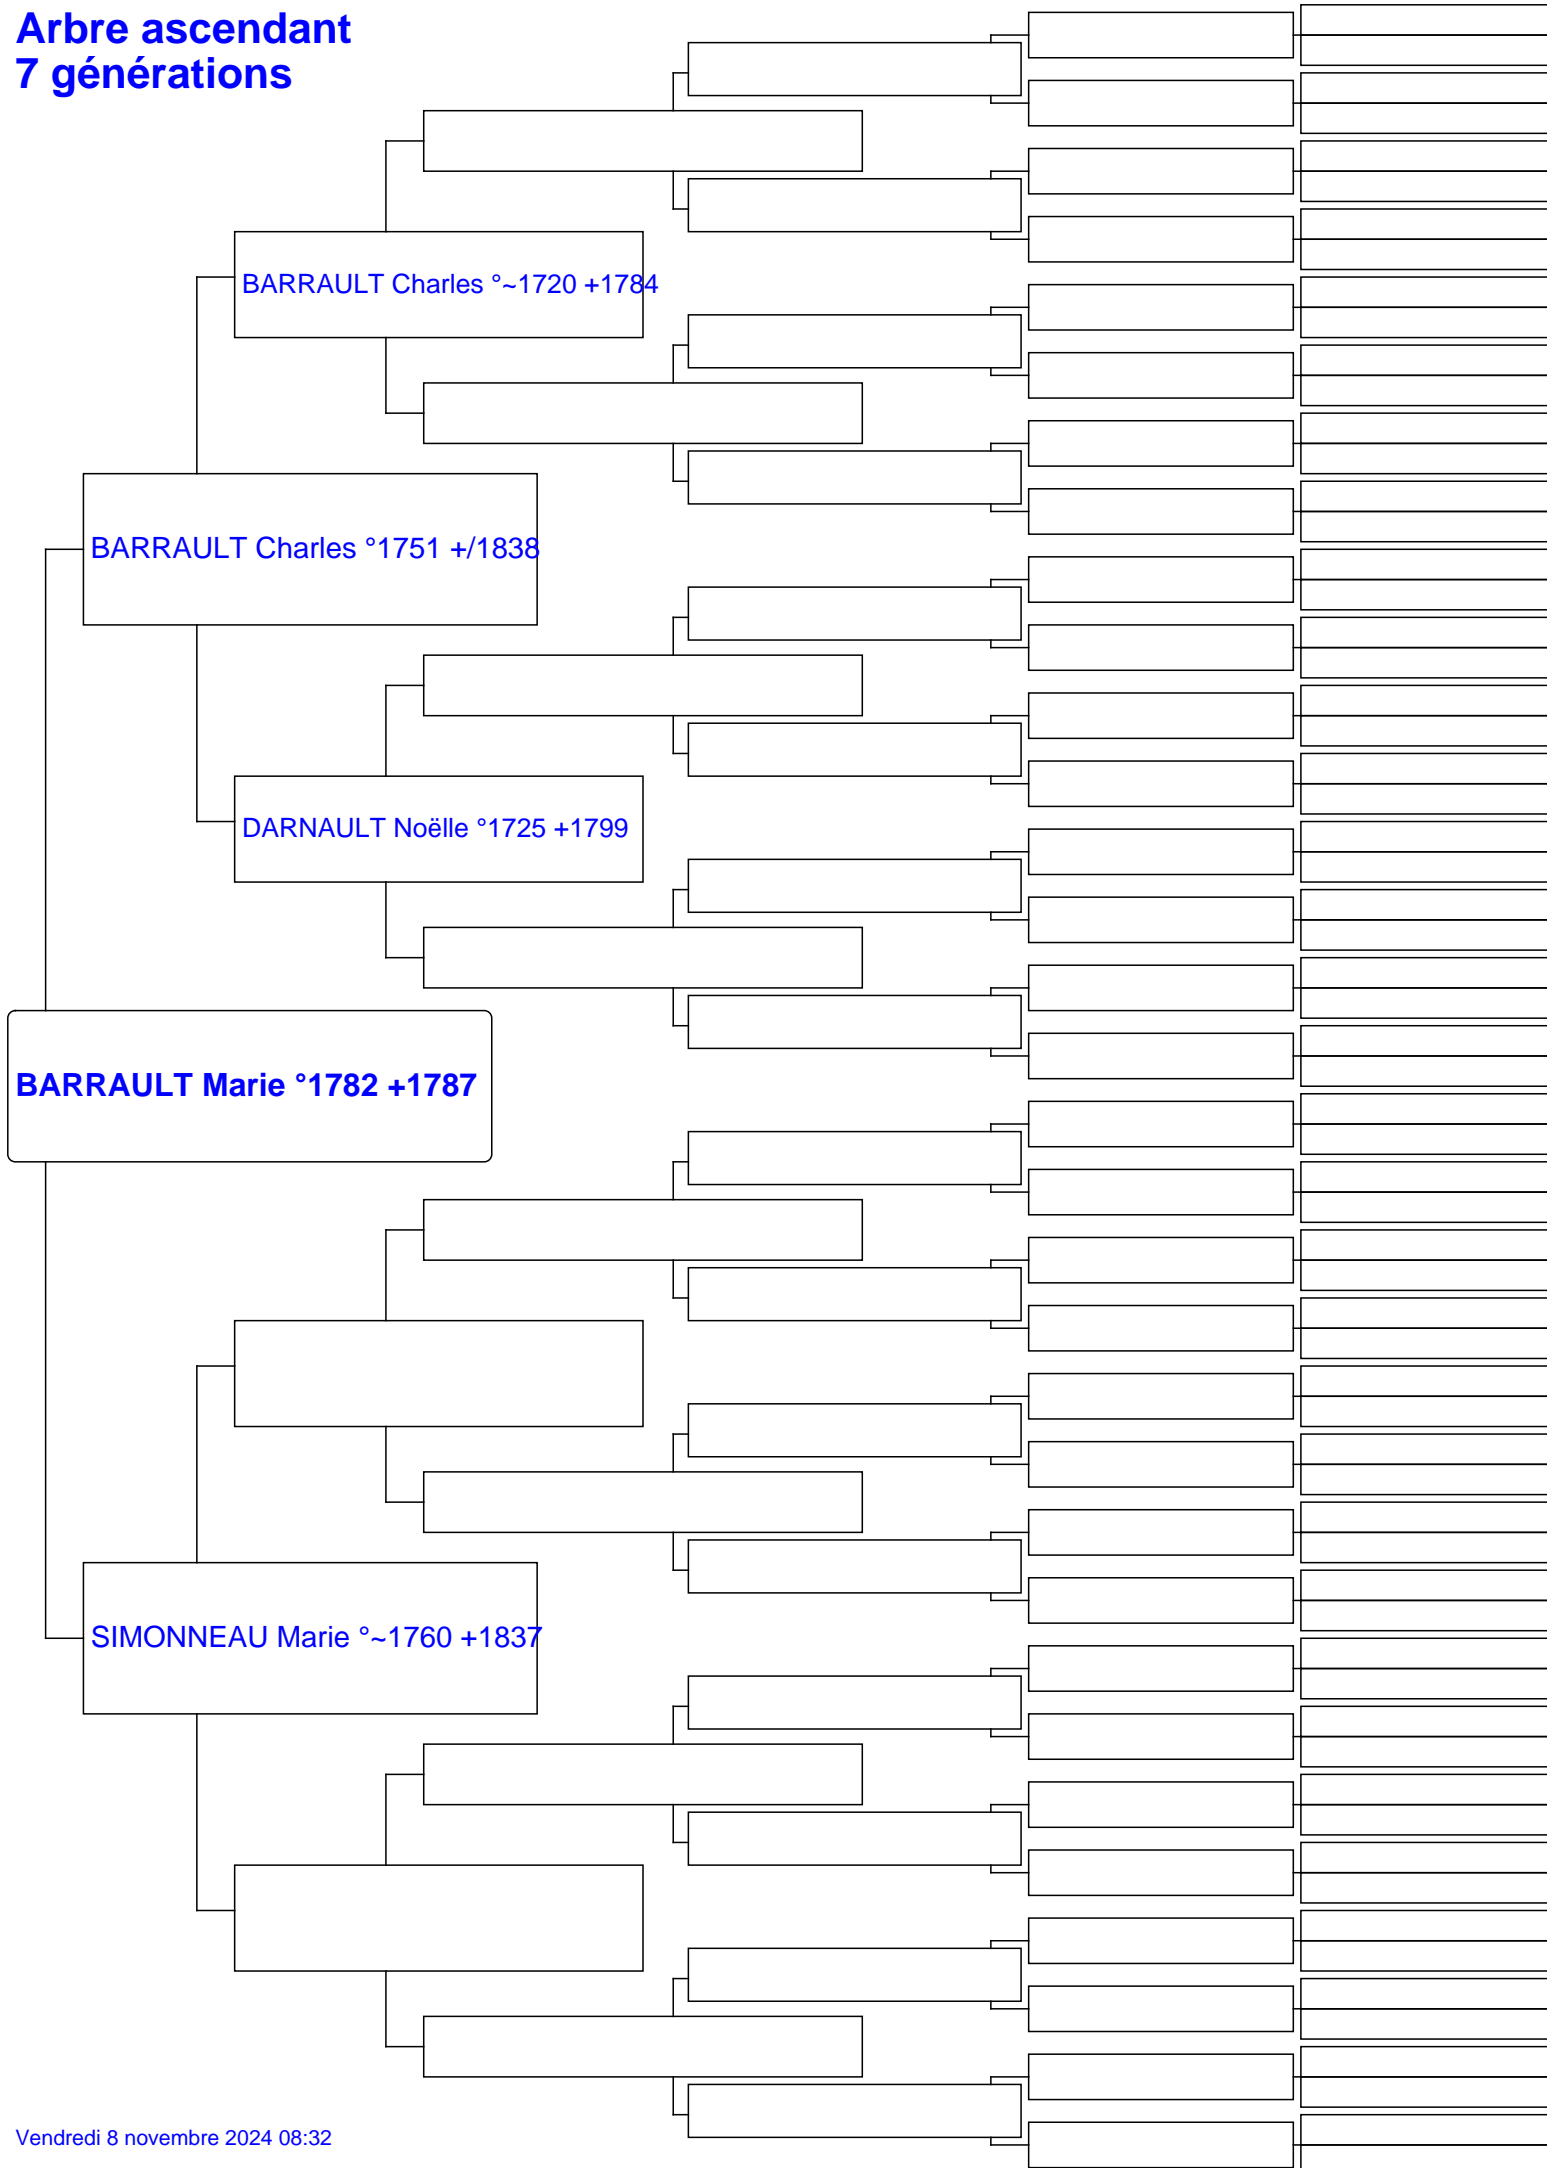 Arbre ascendant
7 générations
BARRAULT Charles °~1720 +1784
BARRAULT Charles °1751 +/1838
DARNAULT Noëlle °1725 +1799
BARRAULT Marie °1782 +1787
SIMONNEAU Marie °~1760 +1837
Vendredi 8 novembre 2024 08:32